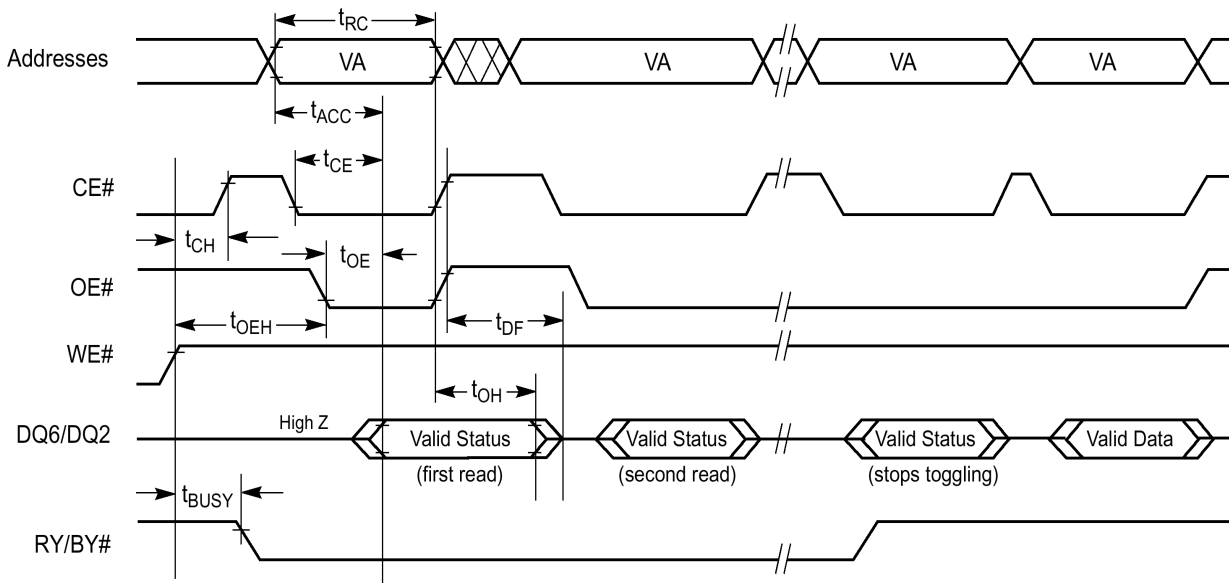 tRC
Addresses VA VA VA VA
tACC
tCE
CE#
tCH tOE
OE#
tOEH tDF
WE#
tOH
High Z
DQ6/DQ2 Valid Status Valid Status Valid Status Valid Data
(first read) (second read) (stops toggling)
tBUSY
RY/BY#